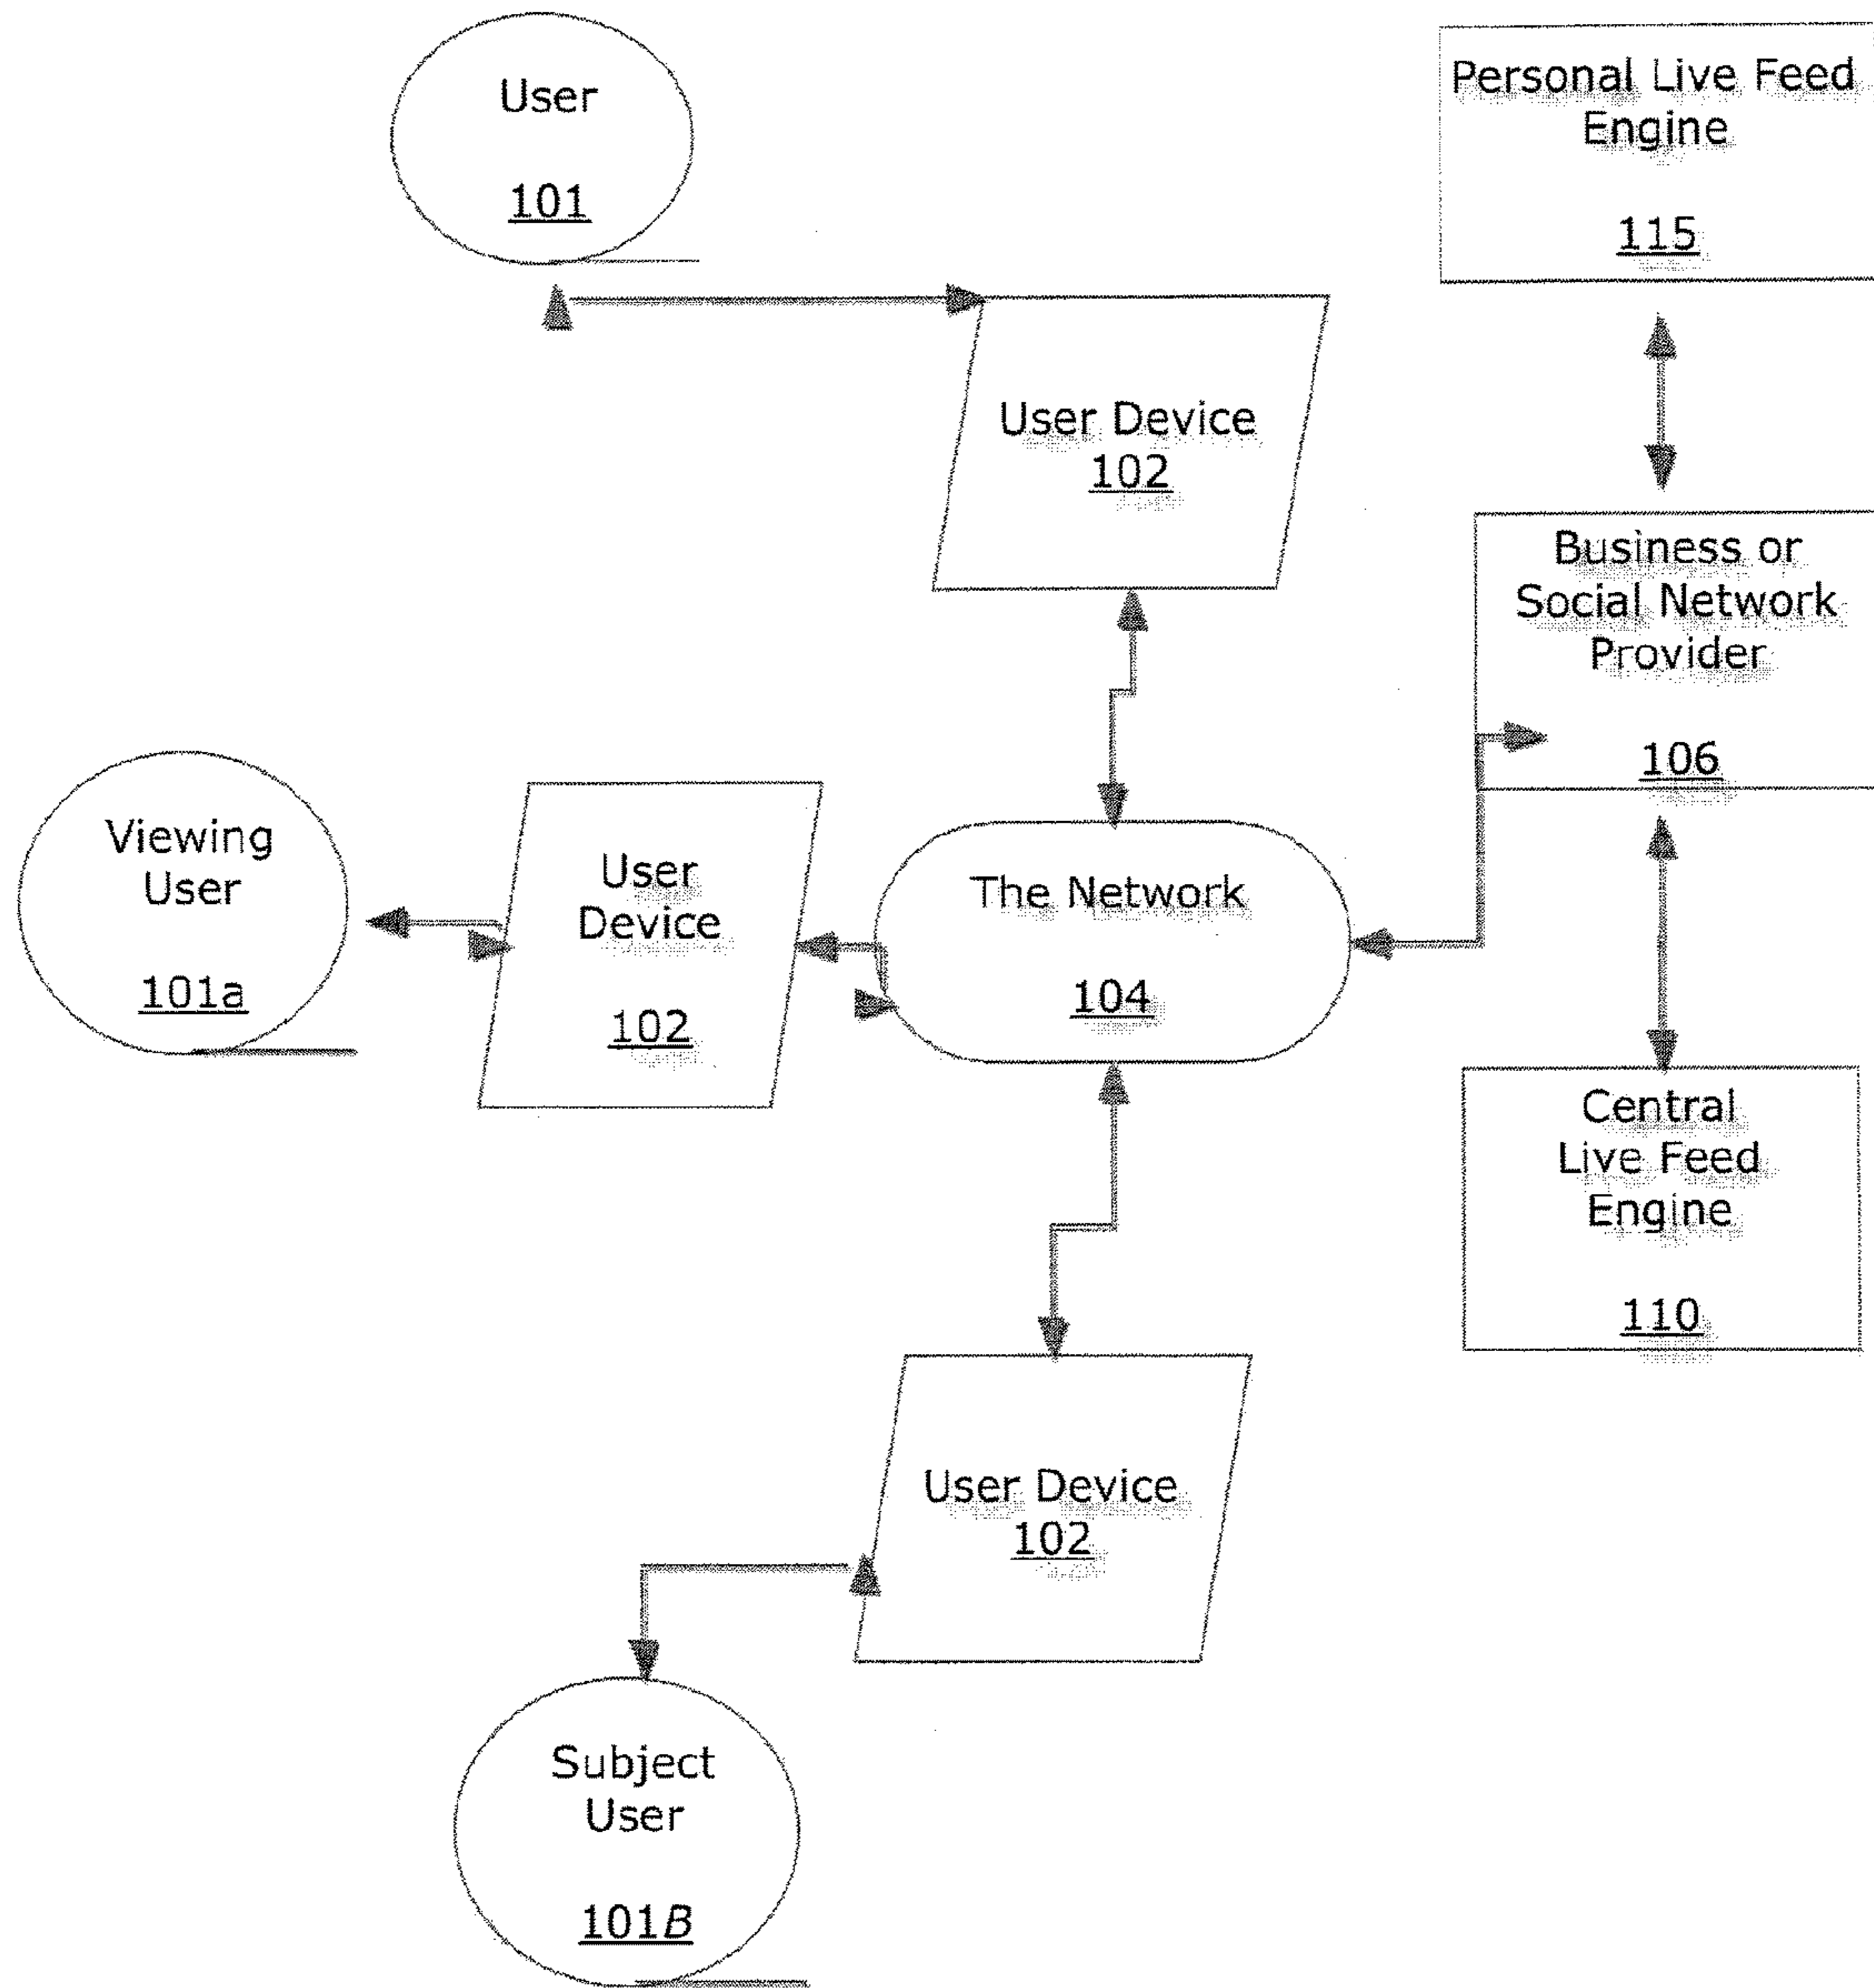 User
101
Personal Live Feed
Engine
115
User Device
102
Business or
Social Network
Provider
106
Viewing
User
101a
User
Device
102
The Network
104
Central
Live Feed
Engine
110
User Device
102
Subject
User
101B